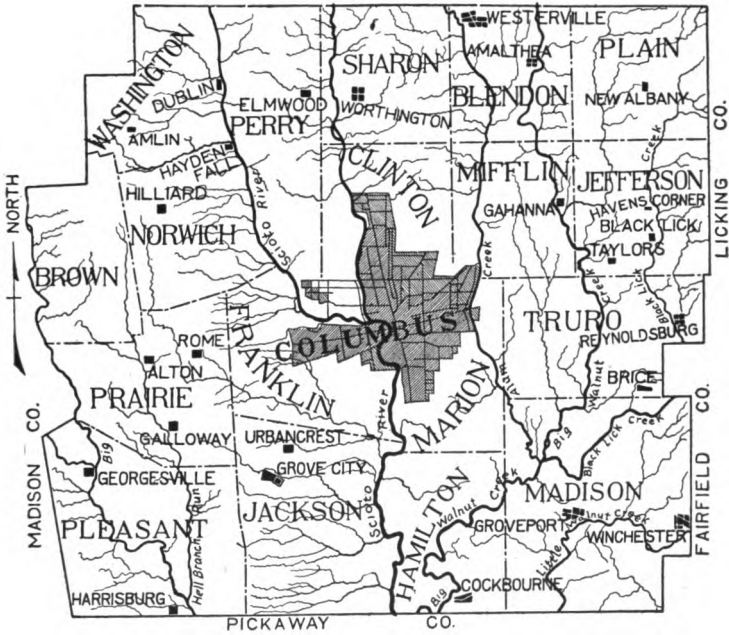 WESTERVILLE
AMALTHEA
PLAIN
WASHINGTON
SHARON
DUBLIN
ELMWOOD
WORTHINGTON
BLENDON
NEW ALBANY
PERRY
AMLIN
HAYDEN
FALL
CLINTON
MIFFLIN
Creek
HILLIARD
JEFFERSON
GAHANNA
HAVENS CORNER
BLACK LICK
TAYLORS
NORTH
NORWICH
Scioto River
LICKING CO.
BROWN
Creek
Creek
Black Lick
FRANKLIN
COLUMBUS
TRURO
REYNOLDSBURG
ROME
ALTON
PRAIRIE
BRICE
MARION
Alum
Walnut
Big
GALLOWAY
URBANCREST
River
Black Lick Creek
MADISON CO.
Big
GEORGESVILLE
GROVE CITY
MADISON
FAIRFIELD CO.
PLEASANT
JACKSON
Scioto
HAMILTON
Walnut Creek
GROVEPORT
Little Walnut Creek
WINCHESTER
Hell Branch Run
Big
COCKBOURNE
HARRISBURG
PICKAWAY CO.